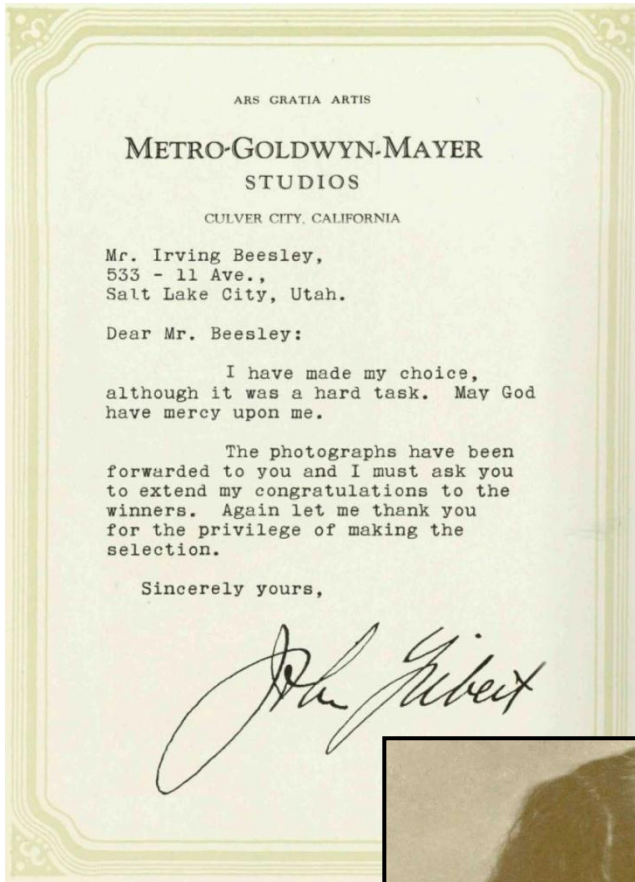 ARS GRATIA ARTIS
METRO-GOLDWYN-MAYER
STUDIOS
CULVER CITY, CALIFORNIA
Mr. Irving Beesley,
533 - 11 Ave.,
Salt Lake City, Utah.
Dear Mr. Beesley:
I have made my choice,
although it was a hard task. May God
have mercy upon me.
The photographs have been
forwarded to you and I must ask you
to extend my congratulations to the
winners. Again let me thank you
for the privilege of making the
selection.
Sincerely yours,
John Gilbert